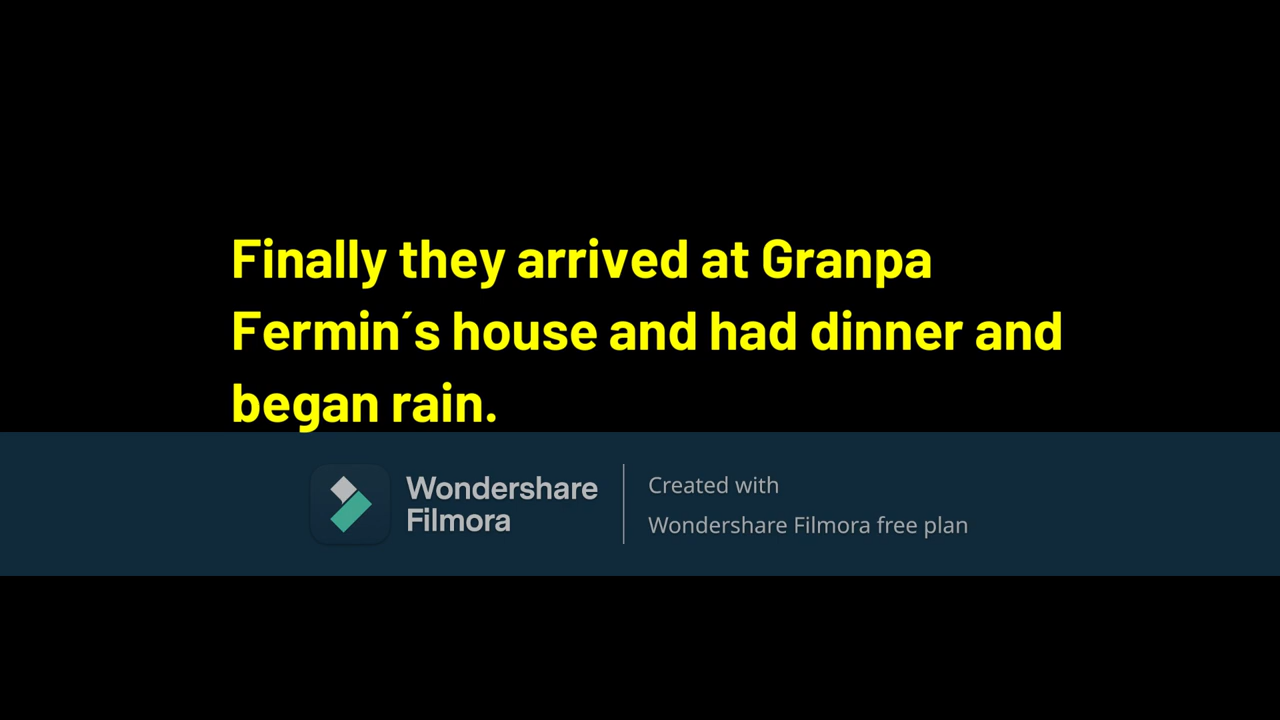 Finally they arrived at Granpa
Fermin´s house and had dinner and
began rain.
Wondershare
Filmora
Created with
Wondershare Filmora free plan